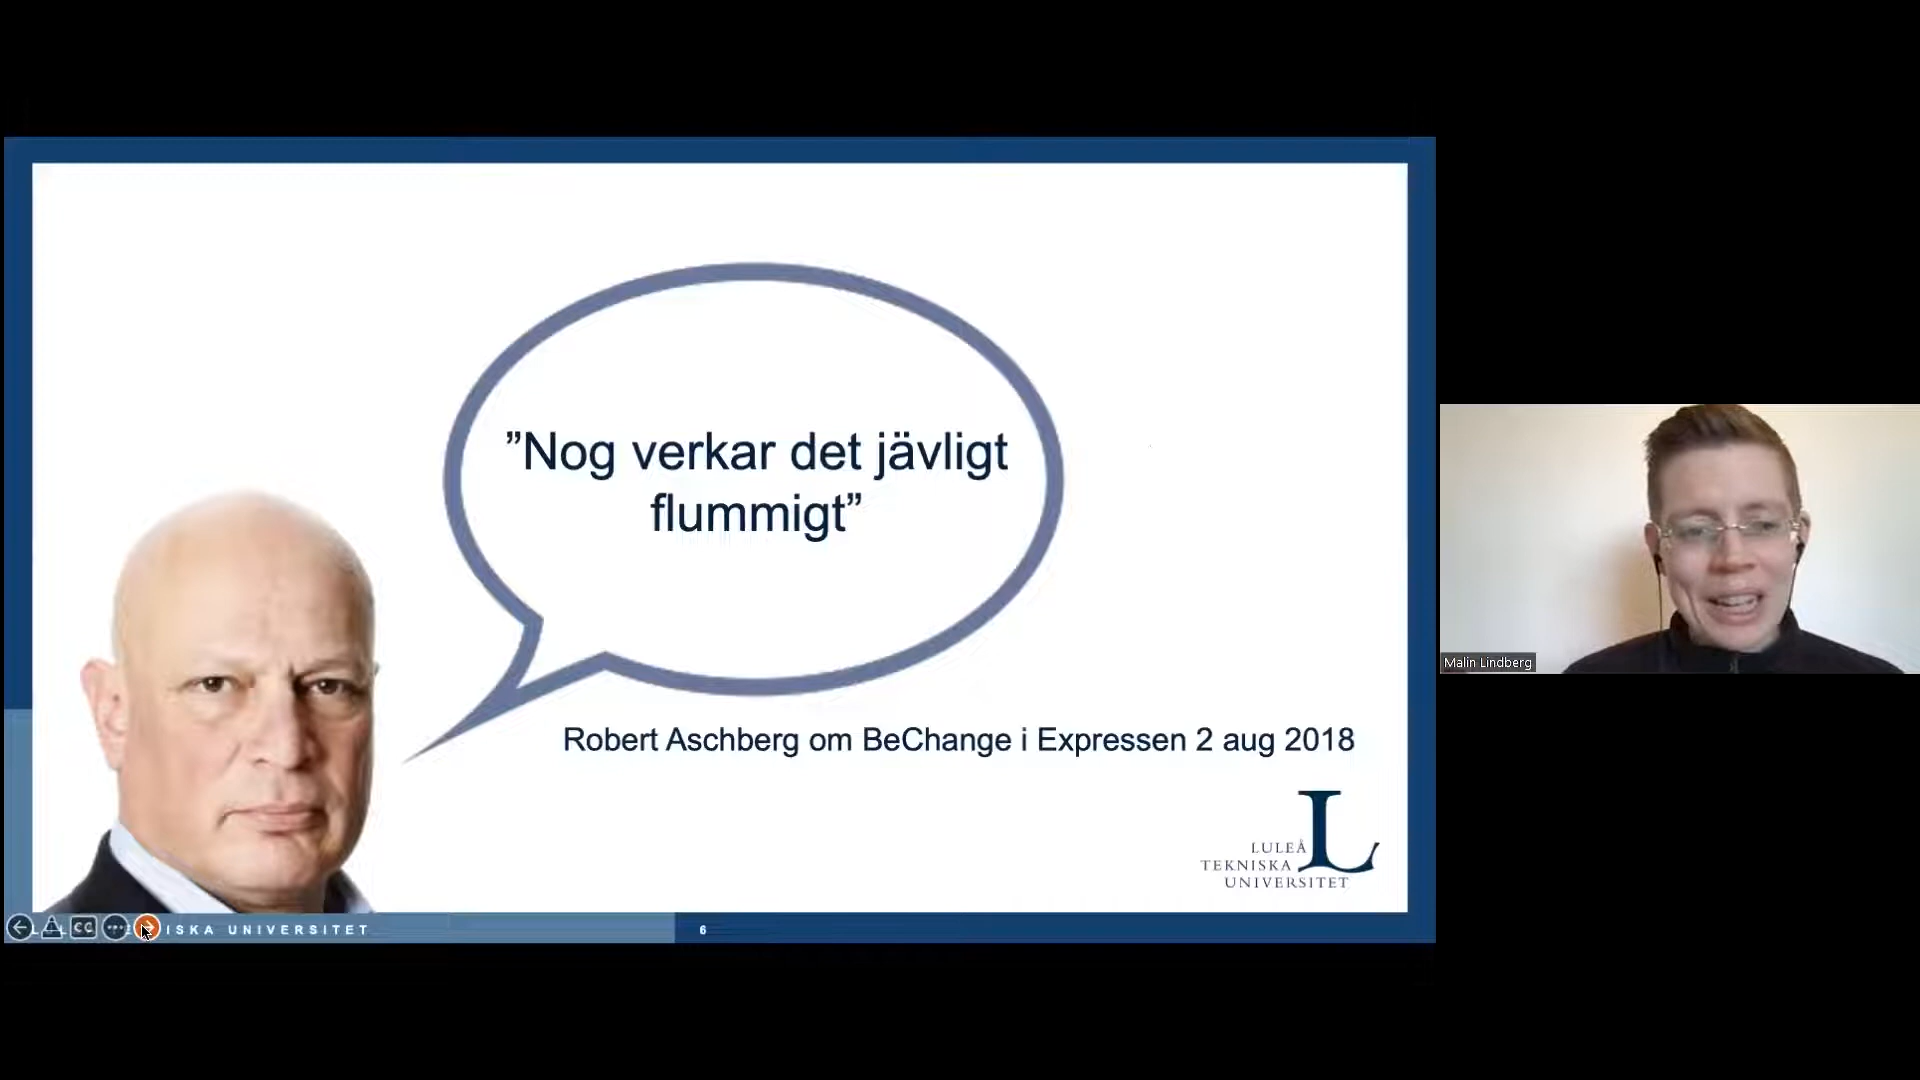 ”Nog verkar det jävligt
flummigt”
Robert Aschberg om BeChange i Expressen 2 aug 2018
LULEÅ
TEKNISKA
UNIVERSITET
L
Malin Lindberg
CC
ISKA UNIVERSITET
6